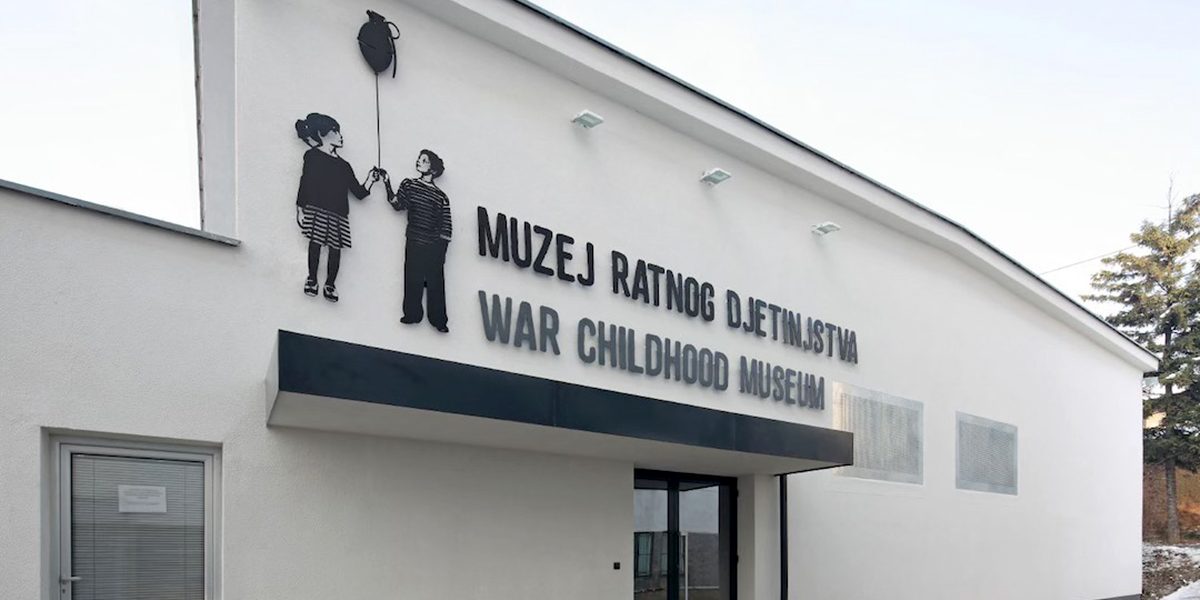 MUZEJ RATNOG DJETINJSTVA
WAR CHILDHOOD MUSEUM